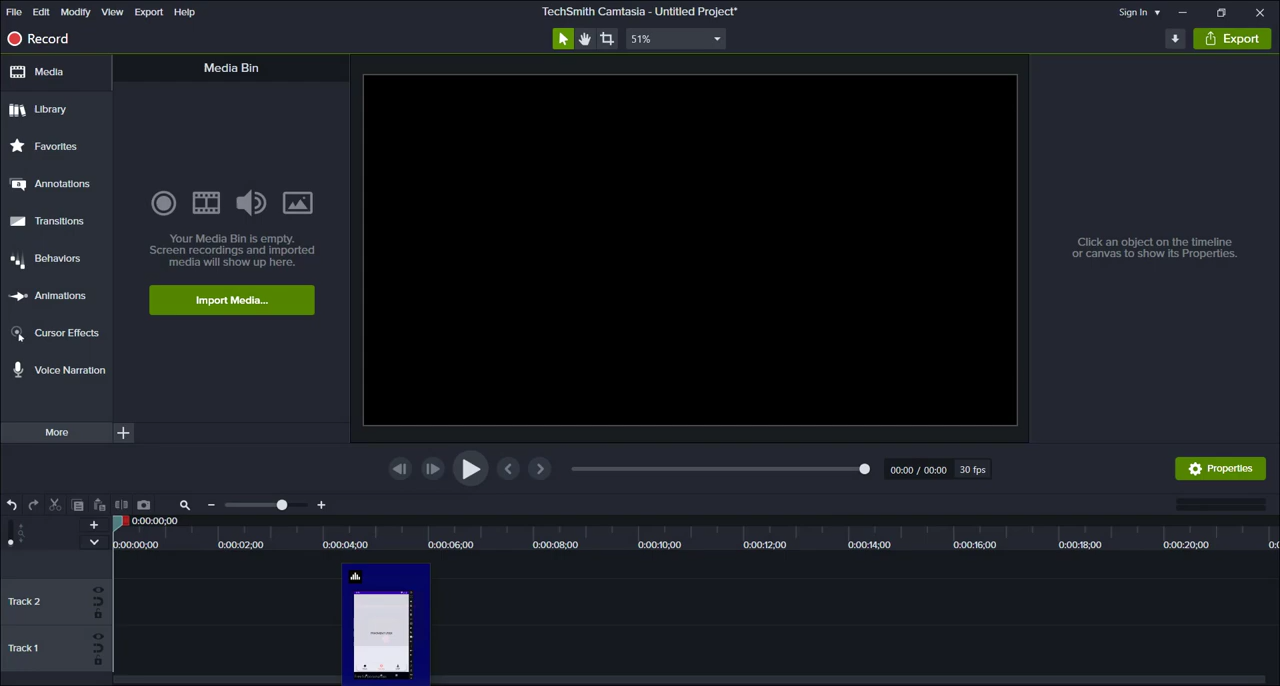 File Edit Modify View Export Help
TechSmith Camtasia - Untitled Project*
Sign In
Record
51%
Export
Media
Media Bin
Library
Favorites
Annotations
Transitions
Behaviors
Animations
Cursor Effects
Voice Narration
More
Your Media Bin is empty.
Screen recordings and imported
media will show up here.
Import Media...
Click an object on the timeline
or canvas to show its Properties.
00:00 / 00:00 30 fps
Properties
0:00:00;00
0:00:00;00 0:00:02;00 0:00:04;00 0:00:06;00 0:00:08;00 0:00:10;00 0:00:12;00 0:00:14;00 0:00:16;00 0:00:18;00 0:00:20;00
Track 2
Track 1